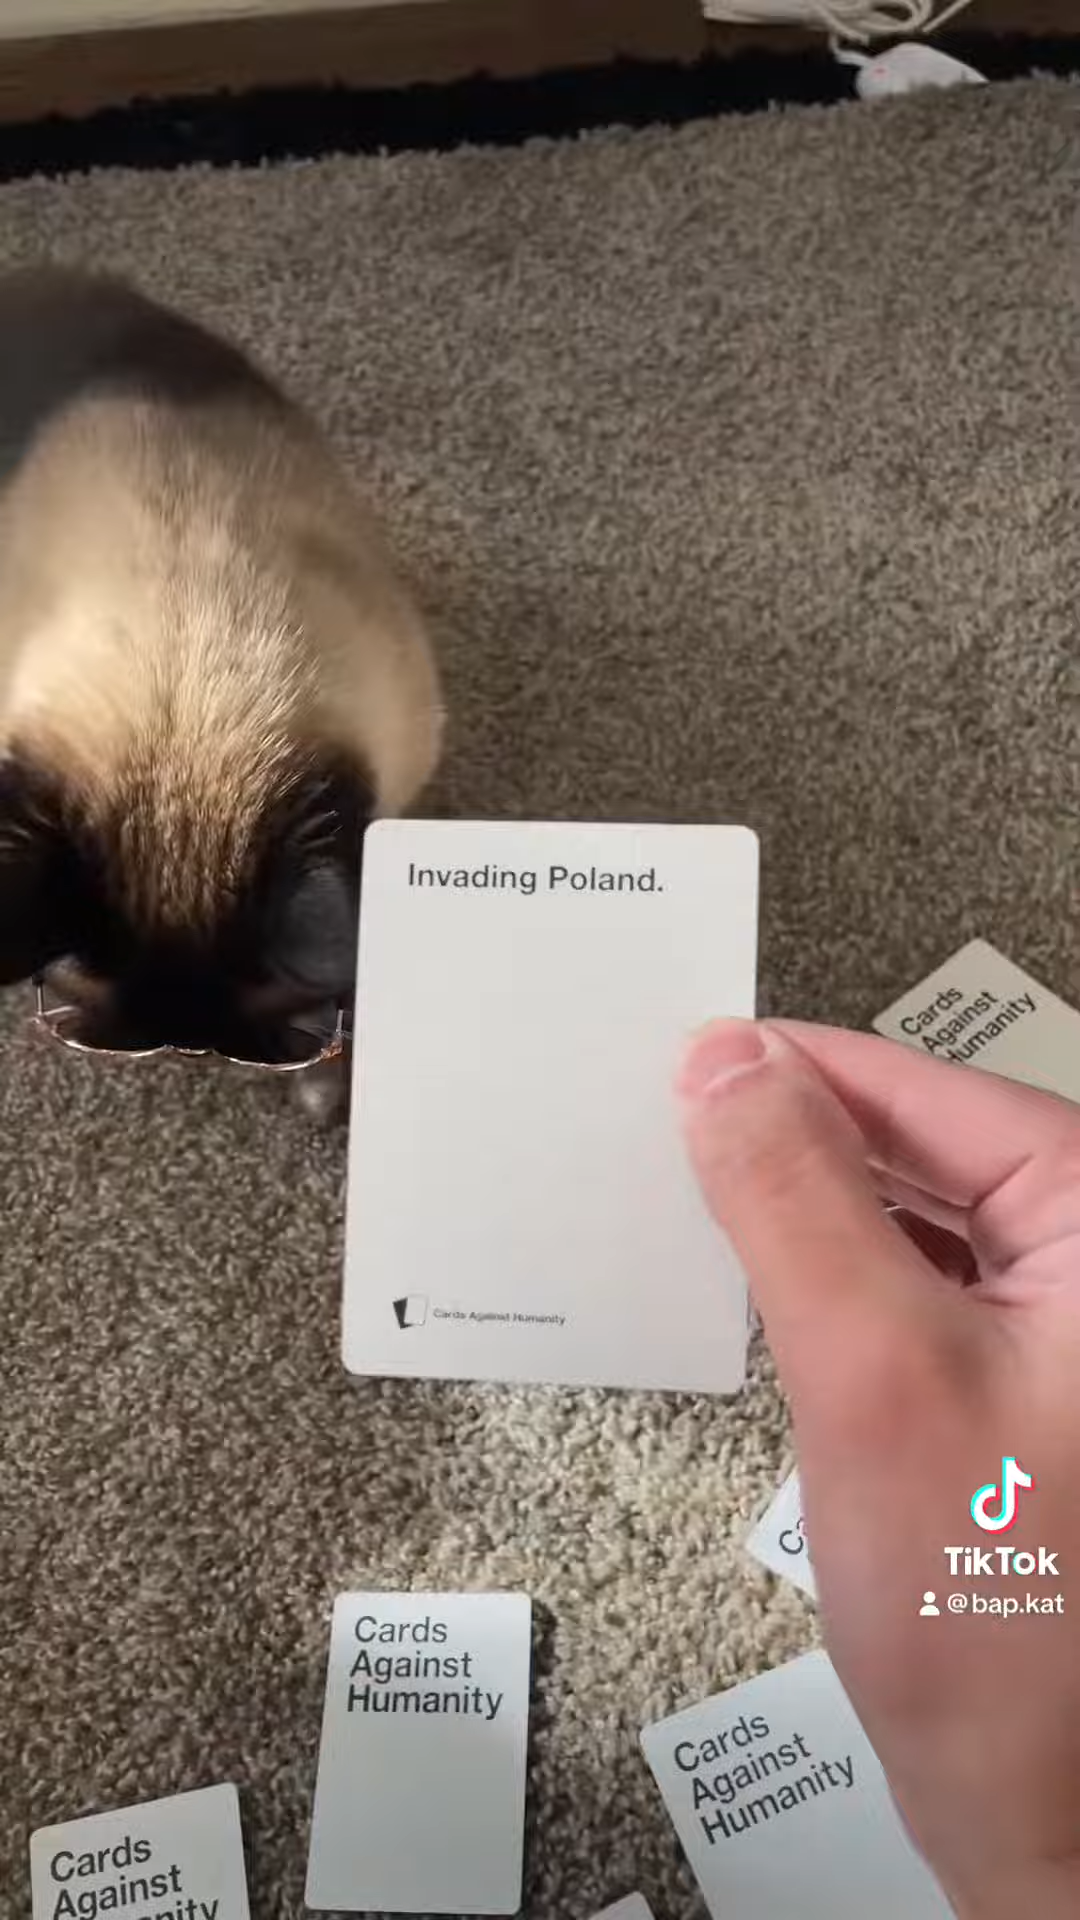 Invading Poland.
Cards Against Humanity
Cards
Against
Humanity
Cards
Against
Humanity
Cards
Against
Humanity
Cards
Against
TikTok
@bap.kat